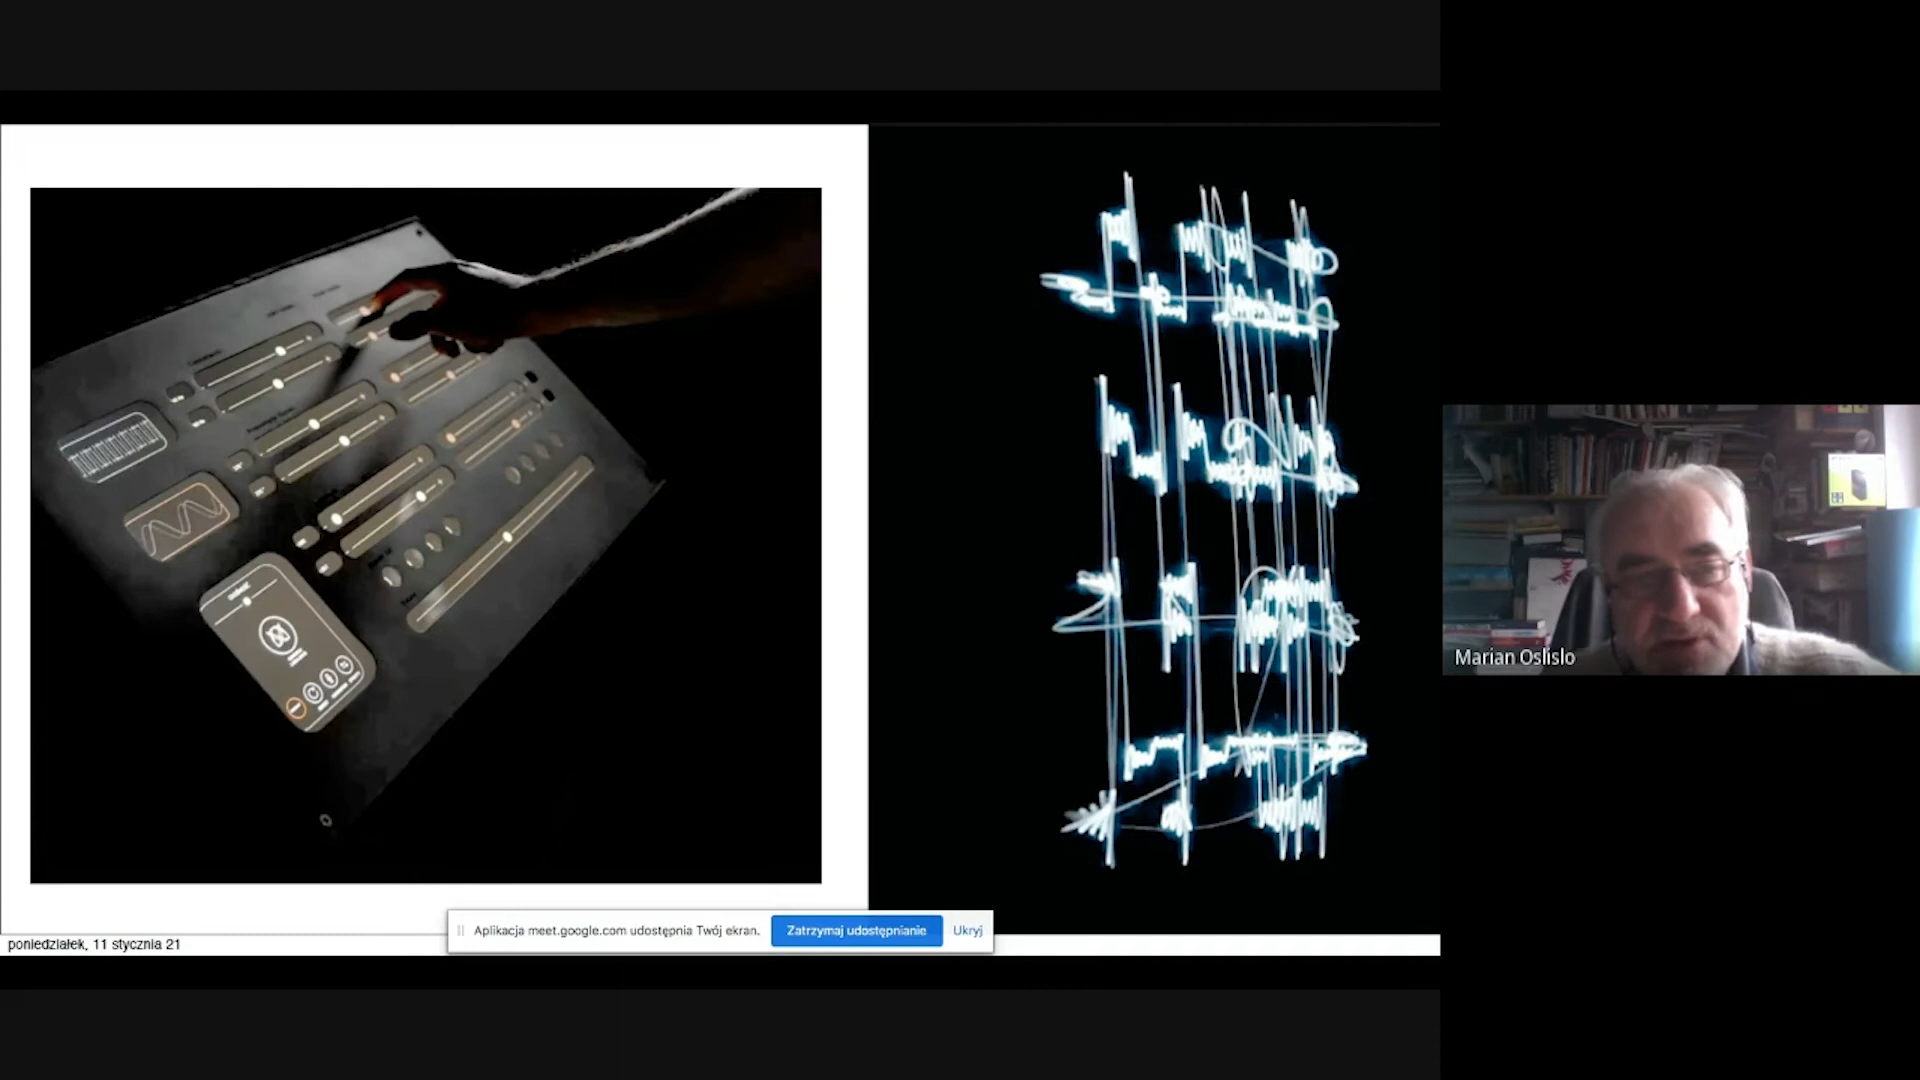 Aplikacja meet.google.com udostępnia Twój ekran.
Zatrzymaj udostępnianie
Ukryj
poniedziałek, 11 stycznia 21
Marian Oslislo